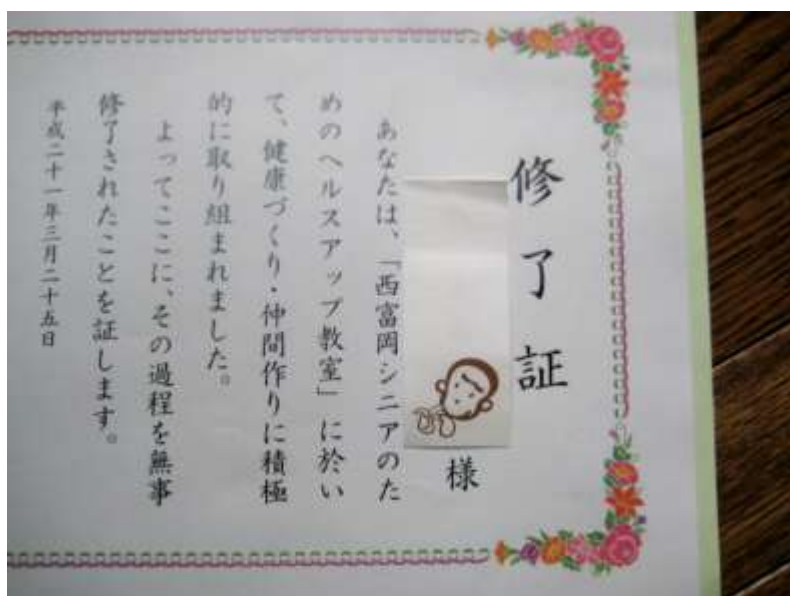 修了証
様
あなたは、「西富岡シニアのた
めのヘルスアップ教室」に於い
て、健康づくり・仲間作りに積極
的に取り組まれました。
よってここに、その過程を無事
修了されたことを証します。
平成二十一年三月二十五日